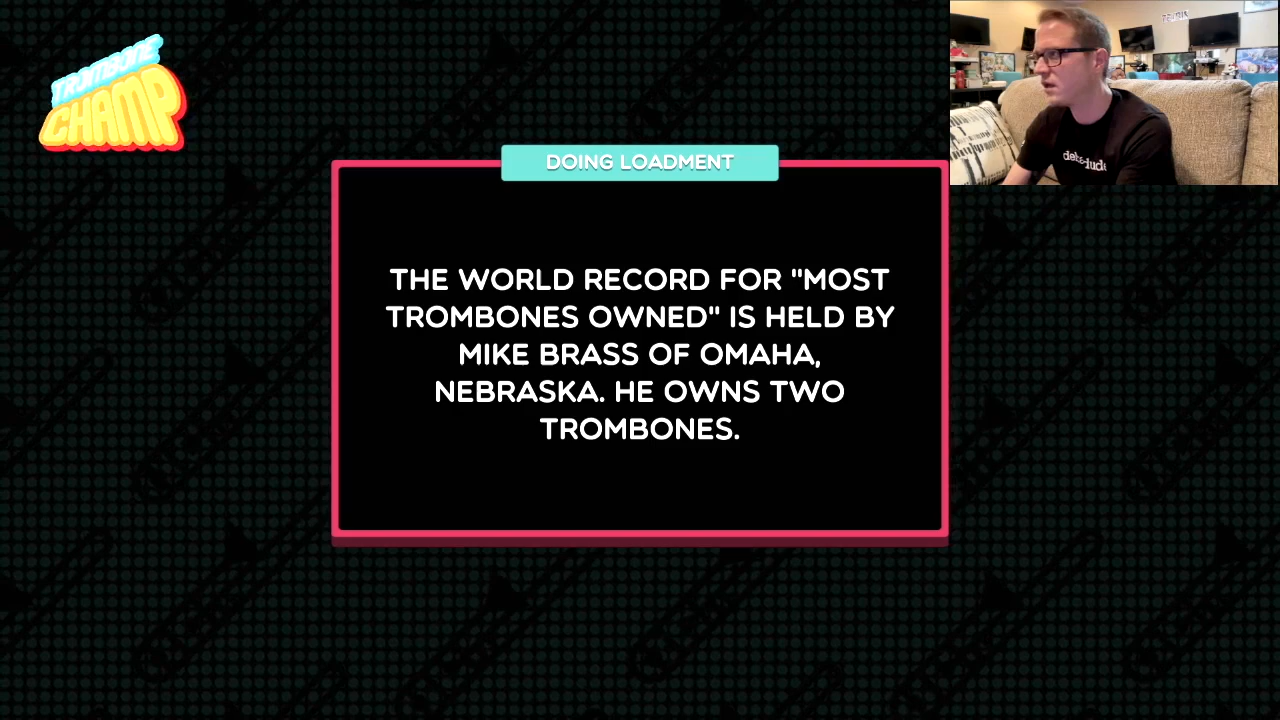 TROMBONE
CHAMP
DOING LOADMENT
THE WORLD RECORD FOR "MOST
TROMBONES OWNED" IS HELD BY
MIKE BRASS OF OMAHA,
NEBRASKA. HE OWNS TWO
TROMBONES.